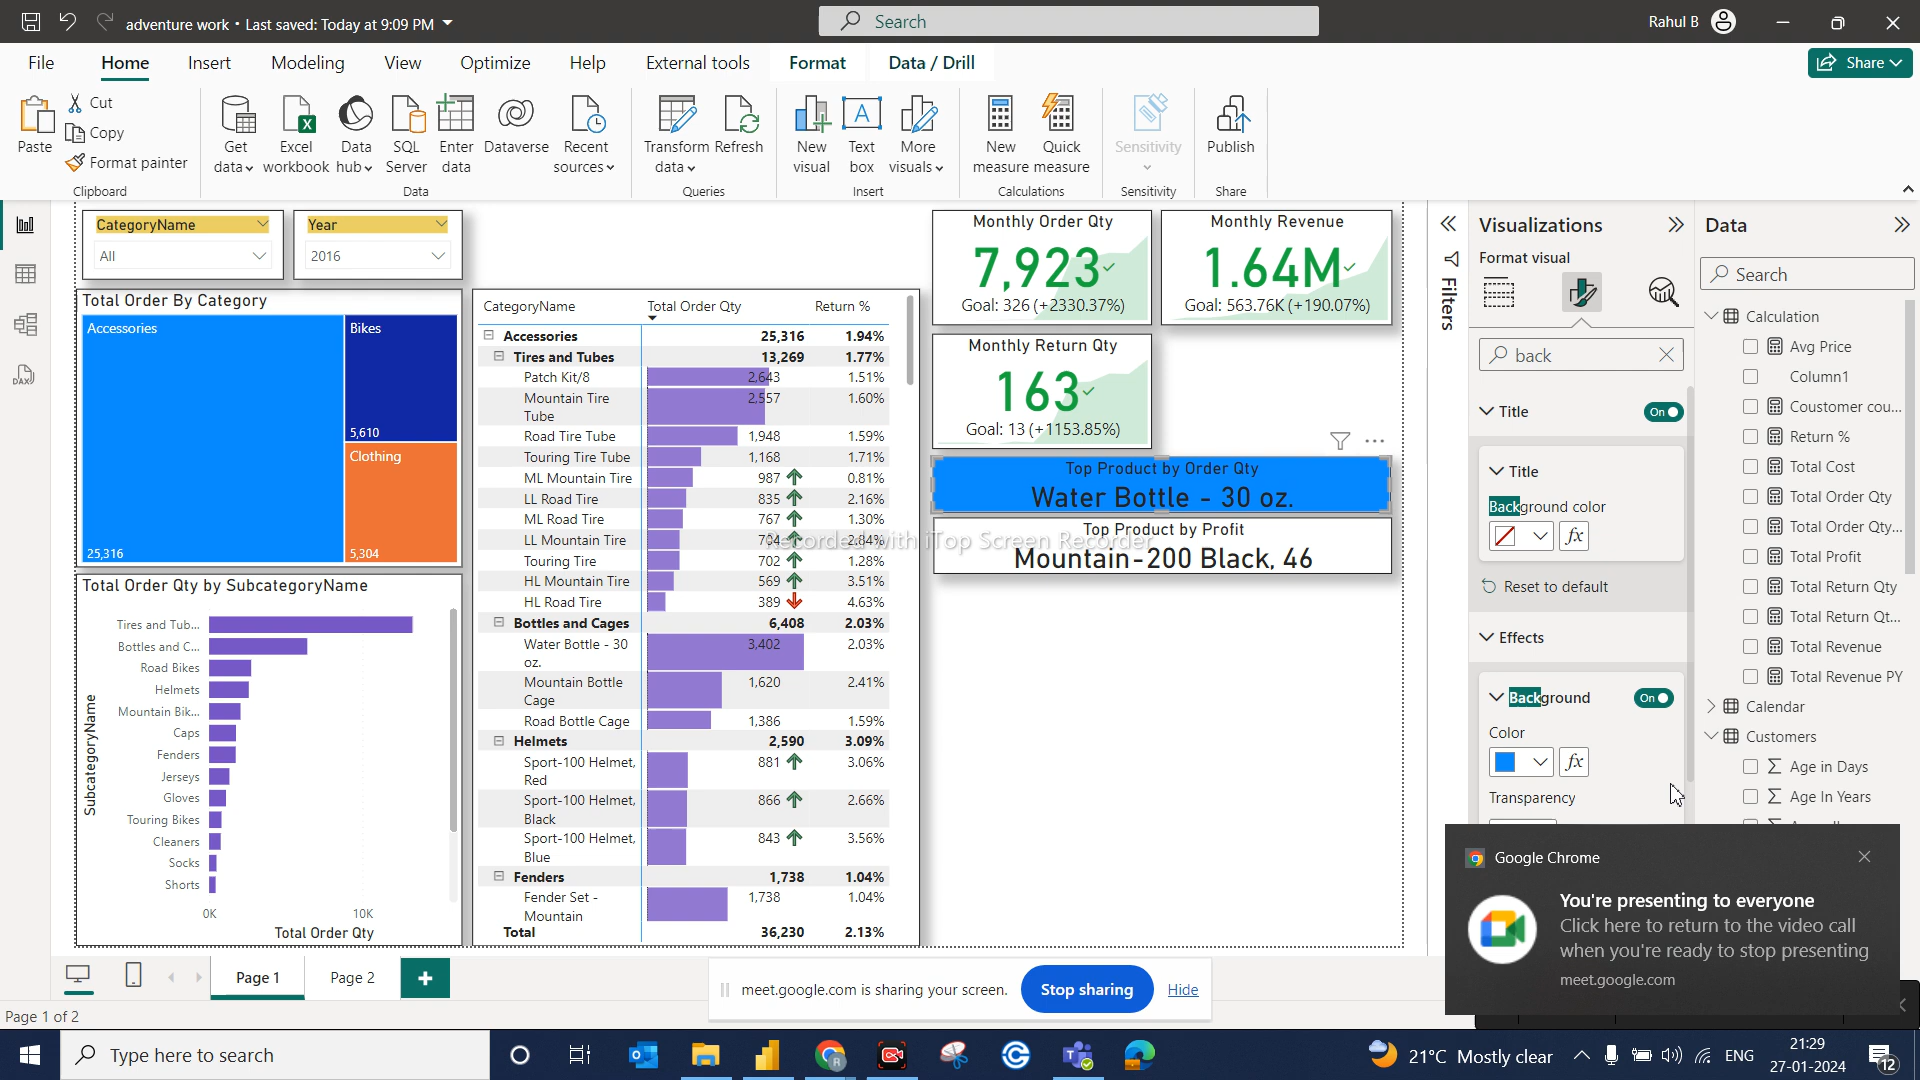 adventure work • Last saved: Today at 9:09 PM
Search
Rahul B
File
Home
Insert
Modeling
View
Optimize
Help
External tools
Format
Data / Drill
Share
Paste
Cut
Copy
Format painter
Clipboard
Get data
Excel workbook
Data hub
SQL Server
Enter data
Dataverse
Recent sources
Data
Transform data
Refresh
Queries
New visual
Text box
More visuals
Insert
New measure
Quick measure
Calculations
Sensitivity
Sensitivity
Publish
Share
CategoryName
All
Year
2016
Total Order By Category
Accessories
25,316
Bikes
5,610
Clothing
5,304
Total Order Qty by SubcategoryName
SubcategoryName
Tires and Tub...
Bottles and C...
Road Bikes
Helmets
Mountain Bik...
Caps
Fenders
Jerseys
Gloves
Touring Bikes
Cleaners
Socks
Shorts
0K 10K
Total Order Qty
CategoryName Total Order Qty Return %
Accessories 25,316 1.94%
Tires and Tubes 13,269 1.77%
Patch Kit/8 2,643 1.51%
Mountain Tire Tube 2,557 1.60%
Road Tire Tube 1,948 1.59%
Touring Tire Tube 1,168 1.71%
ML Mountain Tire 987 0.81%
LL Road Tire 835 2.16%
ML Road Tire 767 1.30%
LL Mountain Tire 704 2.84%
Touring Tire 702 1.28%
HL Mountain Tire 569 3.51%
HL Road Tire 389 4.63%
Bottles and Cages 6,408 2.03%
Water Bottle - 30 oz. 3,402 2.03%
Mountain Bottle Cage 1,620 2.41%
Road Bottle Cage 1,386 1.59%
Helmets 2,590 3.09%
Sport-100 Helmet, Red 881 3.06%
Sport-100 Helmet, Black 866 2.66%
Sport-100 Helmet, Blue 843 3.56%
Fenders 1,738 1.04%
Fender Set - Mountain 1,738 1.04%
Total 36,230 2.13%
Monthly Order Qty
7,923
Goal: 326 (+2330.37%)
Monthly Revenue
1.64M
Goal: 563.76K (+190.07%)
Monthly Return Qty
163
Goal: 13 (+1153.85%)
Top Product by Order Qty
Water Bottle - 30 oz.
Top Product by Profit
Mountain-200 Black, 46
Recorded with iTop Screen Recorder
Filters
Visualizations
Format visual
back
Title
On
Title
Background color
fx
Reset to default
Effects
Background
On
Color
fx
Transparency
Data
Search
Calculation
Avg Price
Column1
Coustomer cou...
Return %
Total Cost
Total Order Qty
Total Order Qty...
Total Profit
Total Return Qty
Total Return Qt...
Total Revenue
Total Revenue PY
Calendar
Customers
Age in Days
Age In Years
Google Chrome
You're presenting to everyone
Click here to return to the video call
when you're ready to stop presenting
meet.google.com
Page 1
Page 2
meet.google.com is sharing your screen.
Stop sharing
Hide
Page 1 of 2
Type here to search
21°C Mostly clear
ENG
21:29
27-01-2024
12